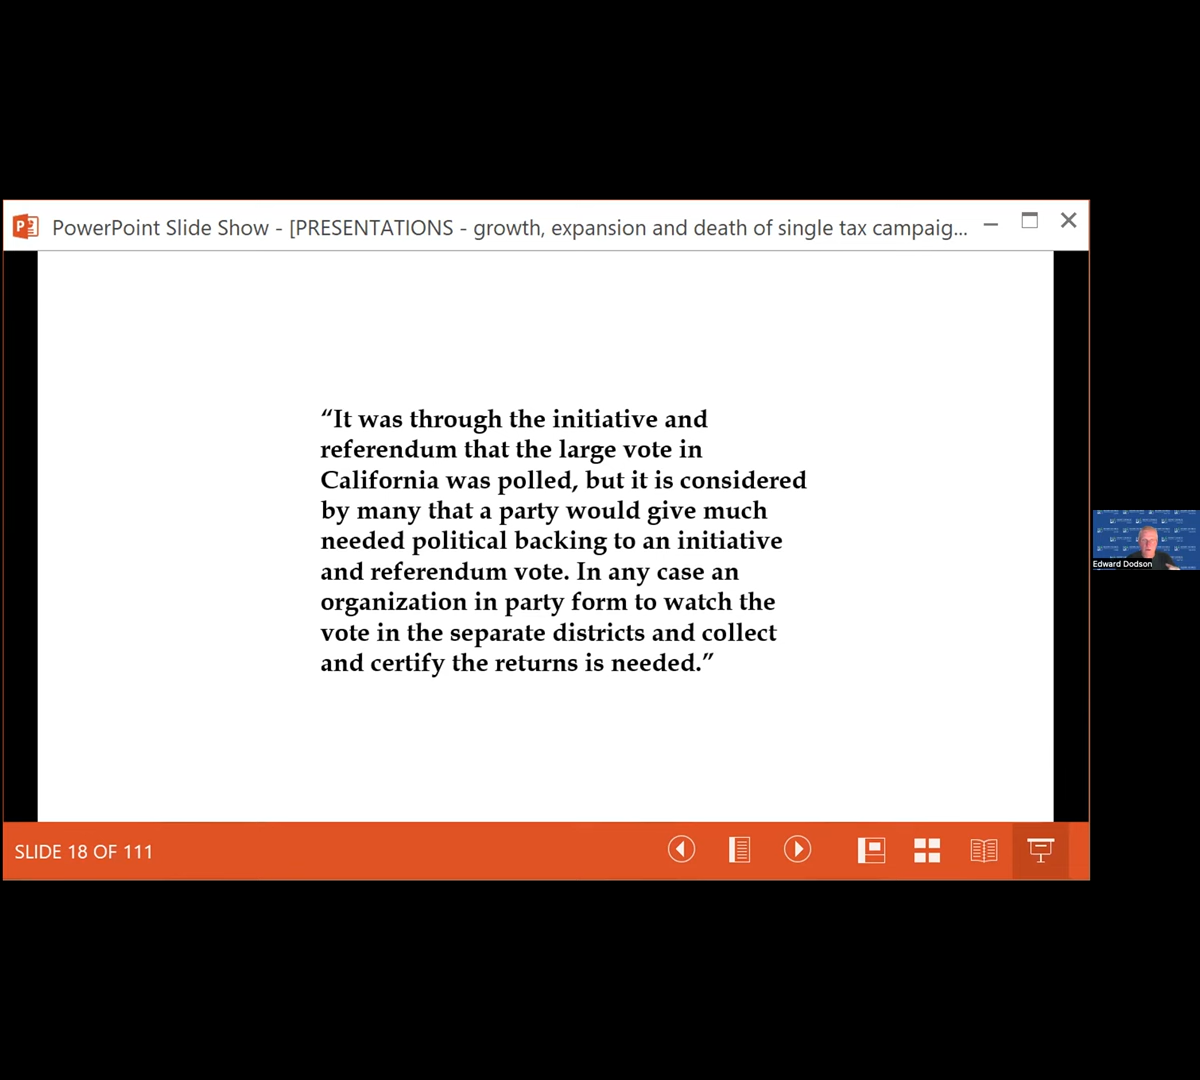 PowerPoint Slide Show - [PRESENTATIONS - growth, expansion and death of single tax campaig...
“It was through the initiative and
referendum that the large vote in
California was polled, but it is considered
by many that a party would give much
needed political backing to an initiative
and referendum vote. In any case an
organization in party form to watch the
vote in the separate districts and collect
and certify the returns is needed.”
Edward Dodson
SLIDE 18 OF 111